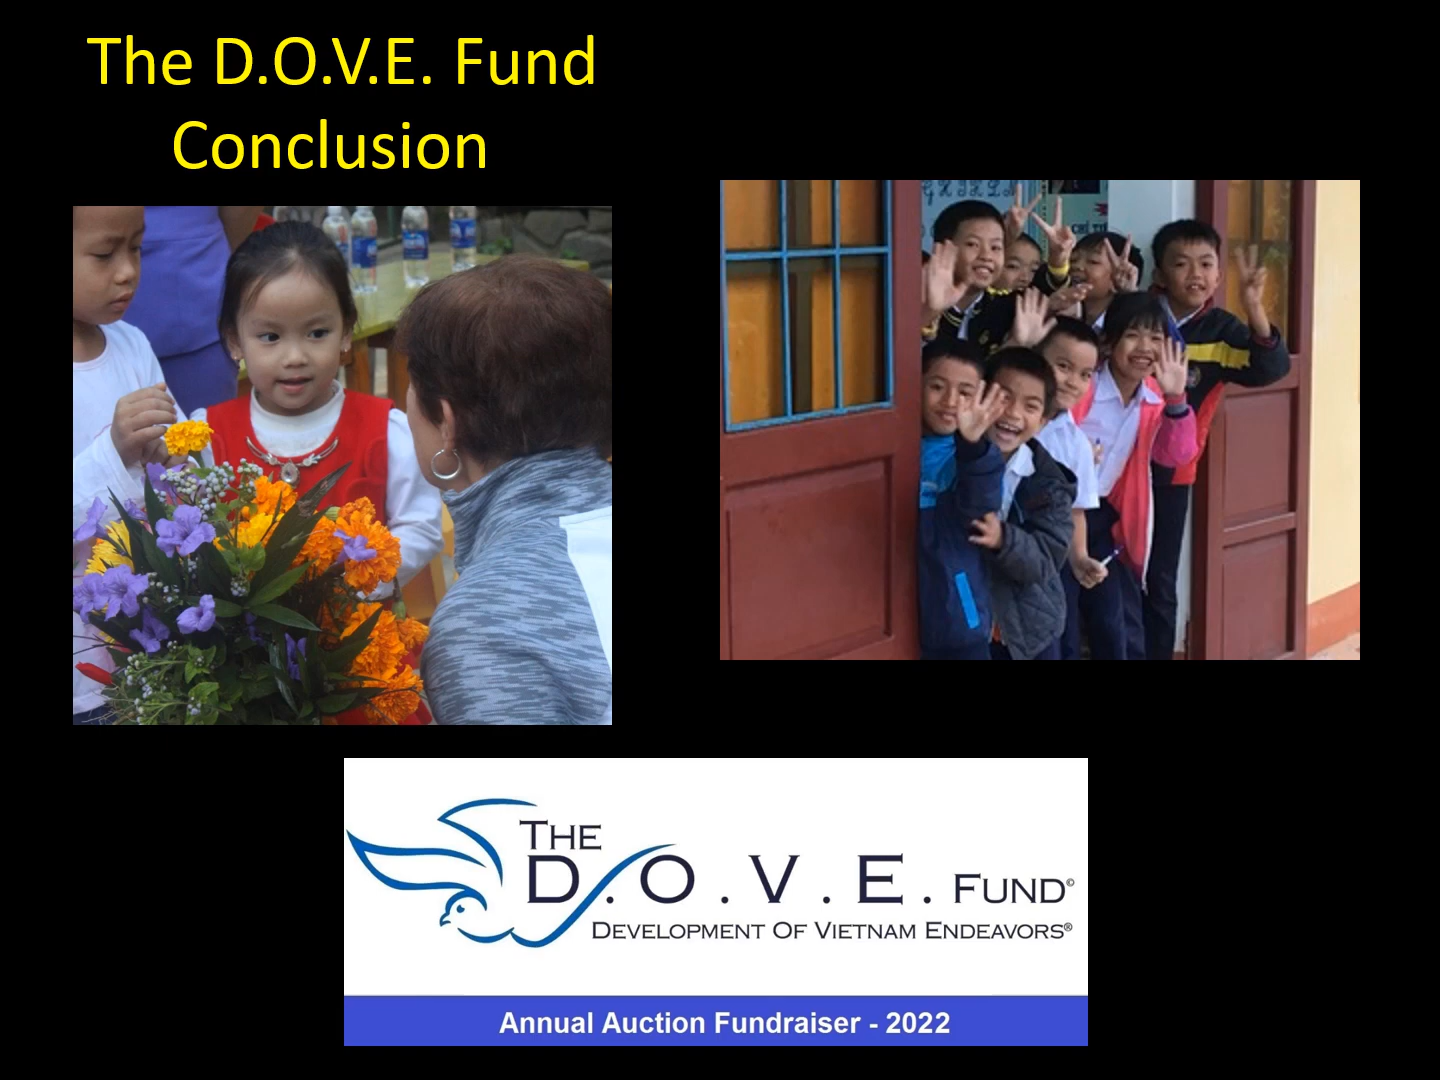 The D.O.V.E. Fund
Conclusion
THE
D.O.V.E. FUND©
DEVELOPMENT OF VIETNAM ENDEAVORS®
Annual Auction Fundraiser - 2022